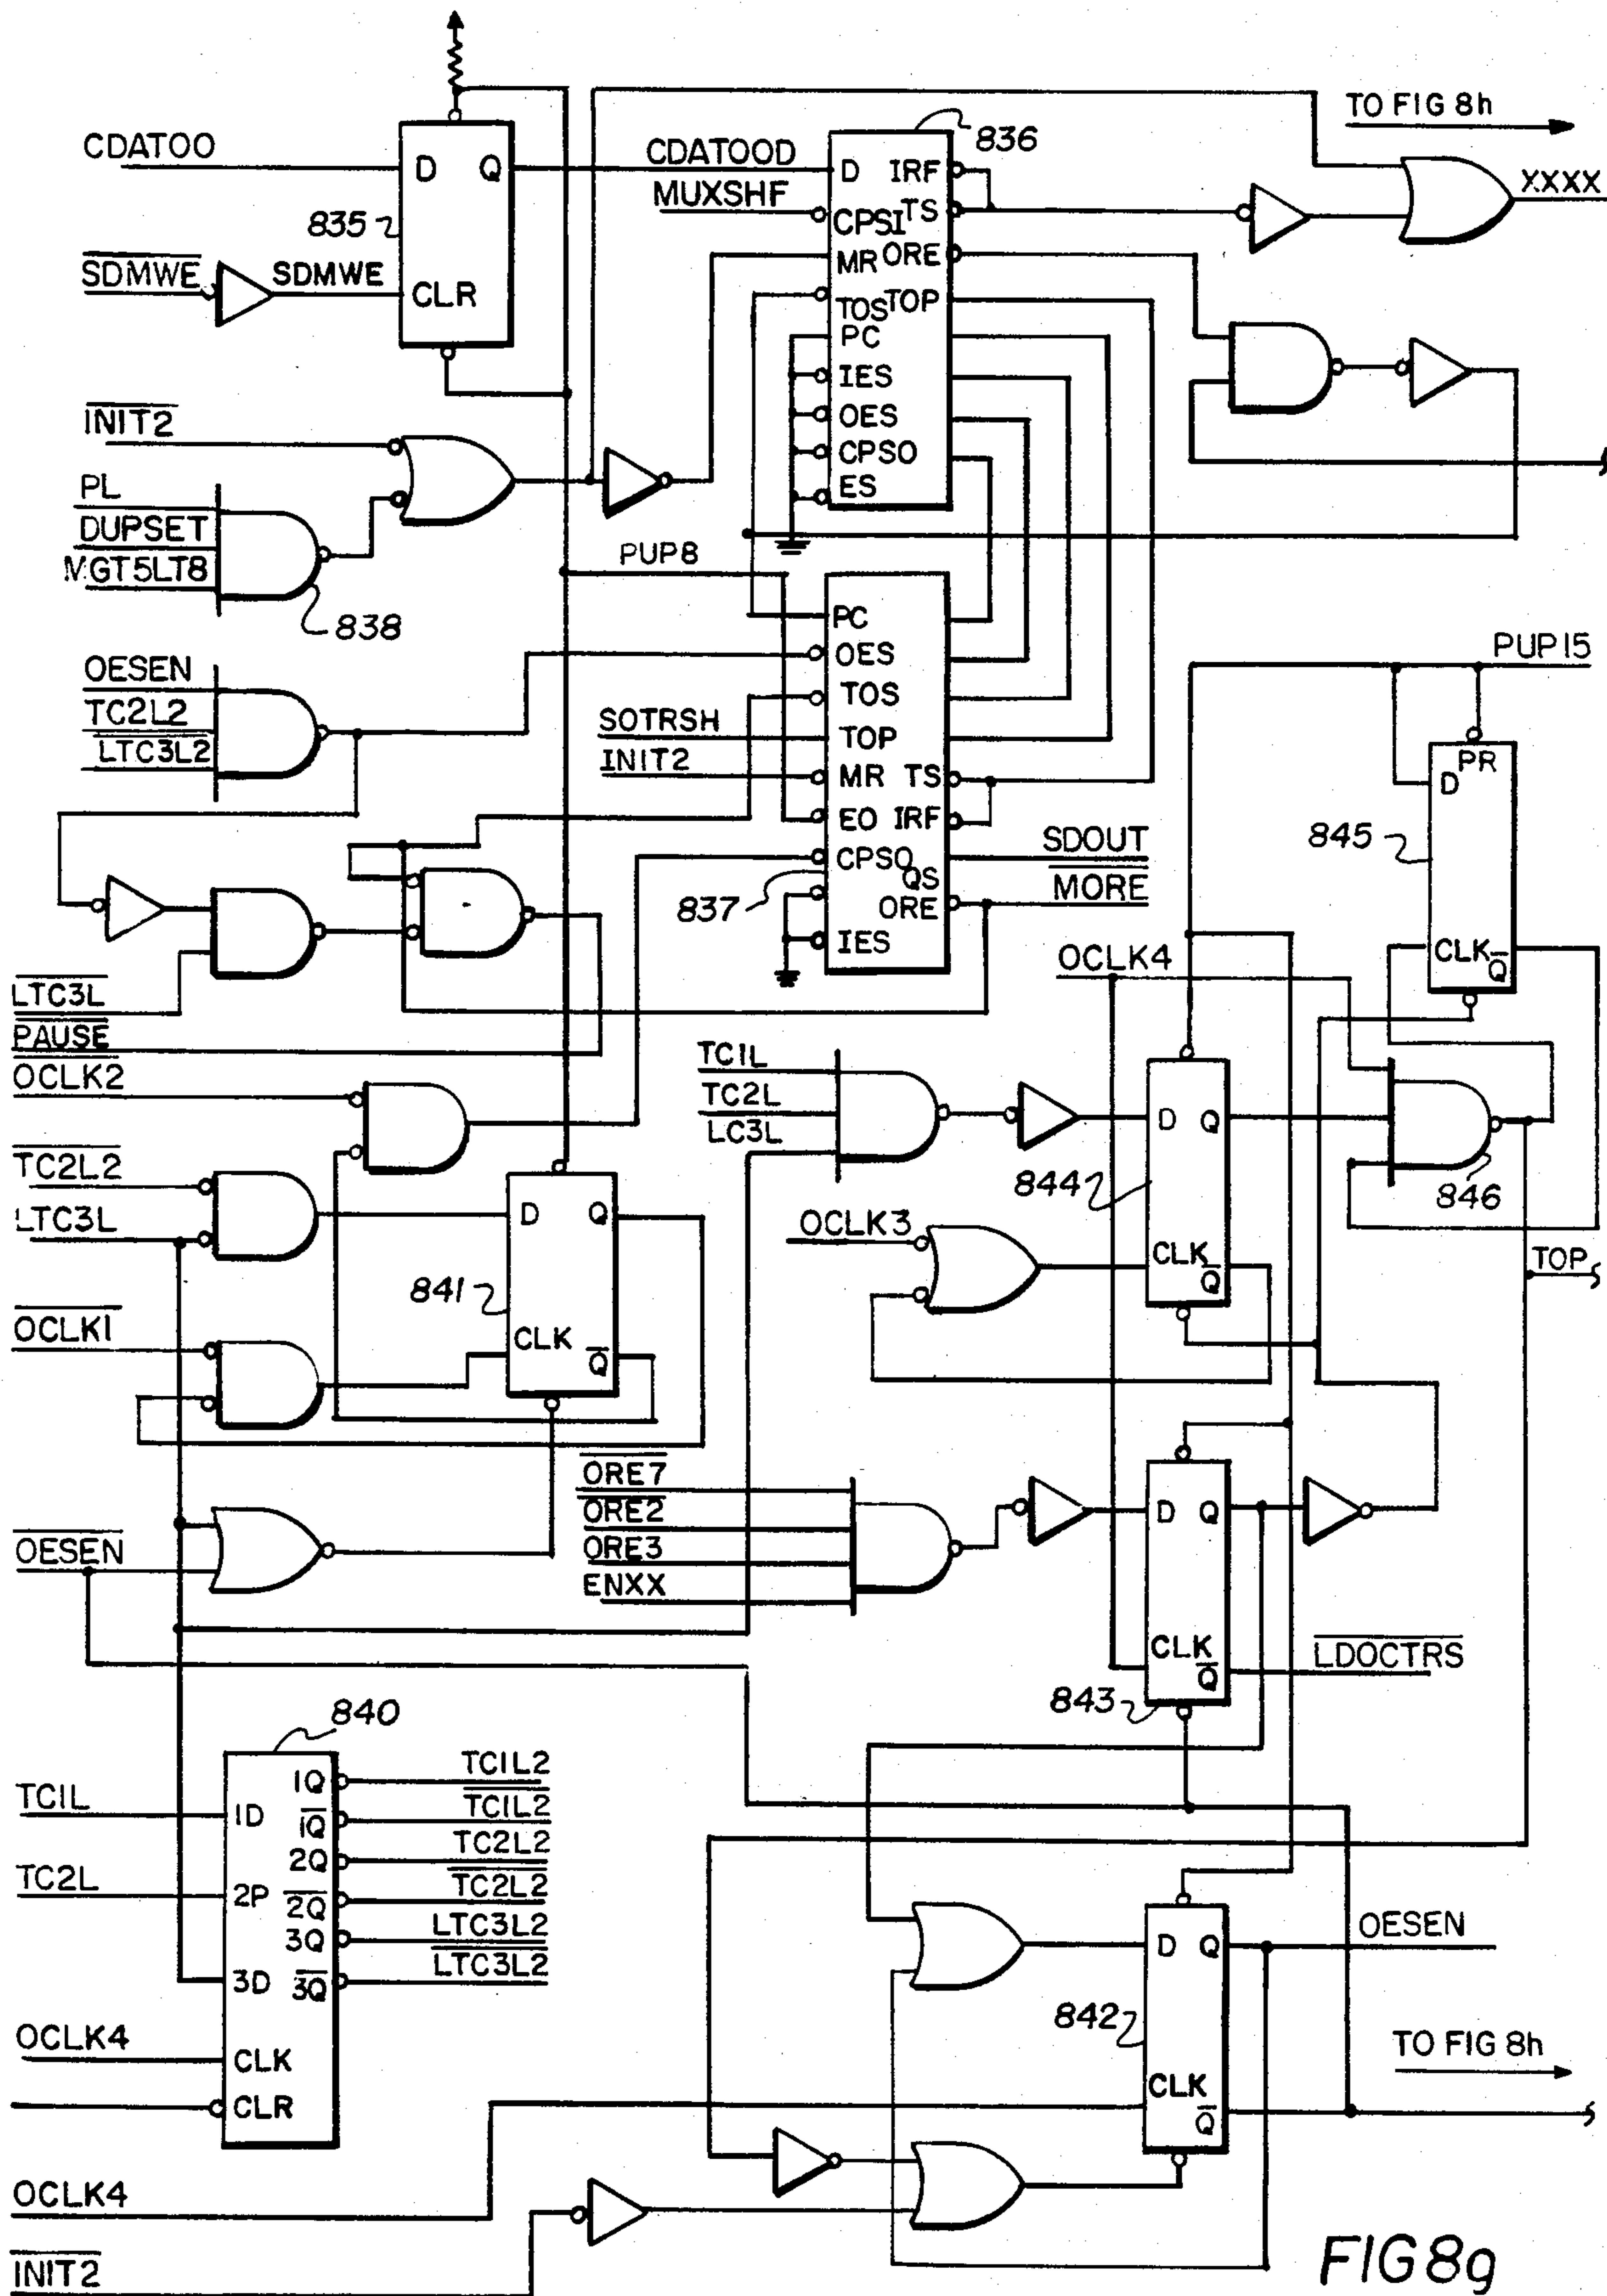 TO FIG 8h
836
CDATOO
D Q
CDATOOD
D IRF
XXXX
MUXSHF
CPSI TS
835
MR ORE
SDMWE
SDMWE
CLR
TOS TOP
PC
IES
INIT2
OES
CPSO
PL
ES
DUPSET
MGT5LT8
PUP8
838
PC
OESEN
OES
PUP15
TC2L2
TOS
SOTRSH
LTC3L2
TOP
PR
INIT2
MR TS
D
EO IRF
SDOUT
845
CPSO
QS
MORE
837
ORE
IES
OCLK4
CLK
Q
LTC3L
PAUSE
TC1L
OCLK2
TC2L
D Q
LC3L
TC2L2
844
846
LTC3L
D Q
OCLK3
CLK
Q
TOP
841
OCLK1
CLK
Q
ORE7
ORE2
D Q
OESEN
ORE3
ENXX
CLK
Q
LDOCTRS
840
843
1Q
TC1L2
TC1L
1D
1Q
TC1L2
2Q
TC2L2
TC2L
2P
2Q
TC2L2
3Q
LTC3L2
D Q
OESEN
3D
3Q
LTC3L2
842
OCLK4
CLK
TO FIG 8h
CLR
CLK
Q
OCLK4
INIT2
FIG 8g